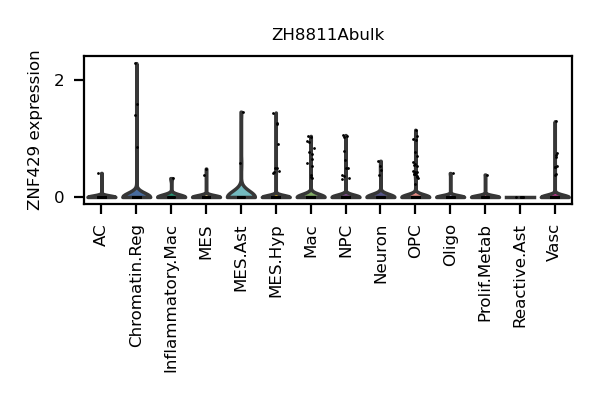 ZH8811Abulk
ZNF429 expression
2
0
AC
Chromatin.Reg
Inflammatory.Mac
MES
MES.Ast
MES.Hyp
Mac
NPC
Neuron
OPC
Oligo
Prolif.Metab
Reactive.Ast
Vasc